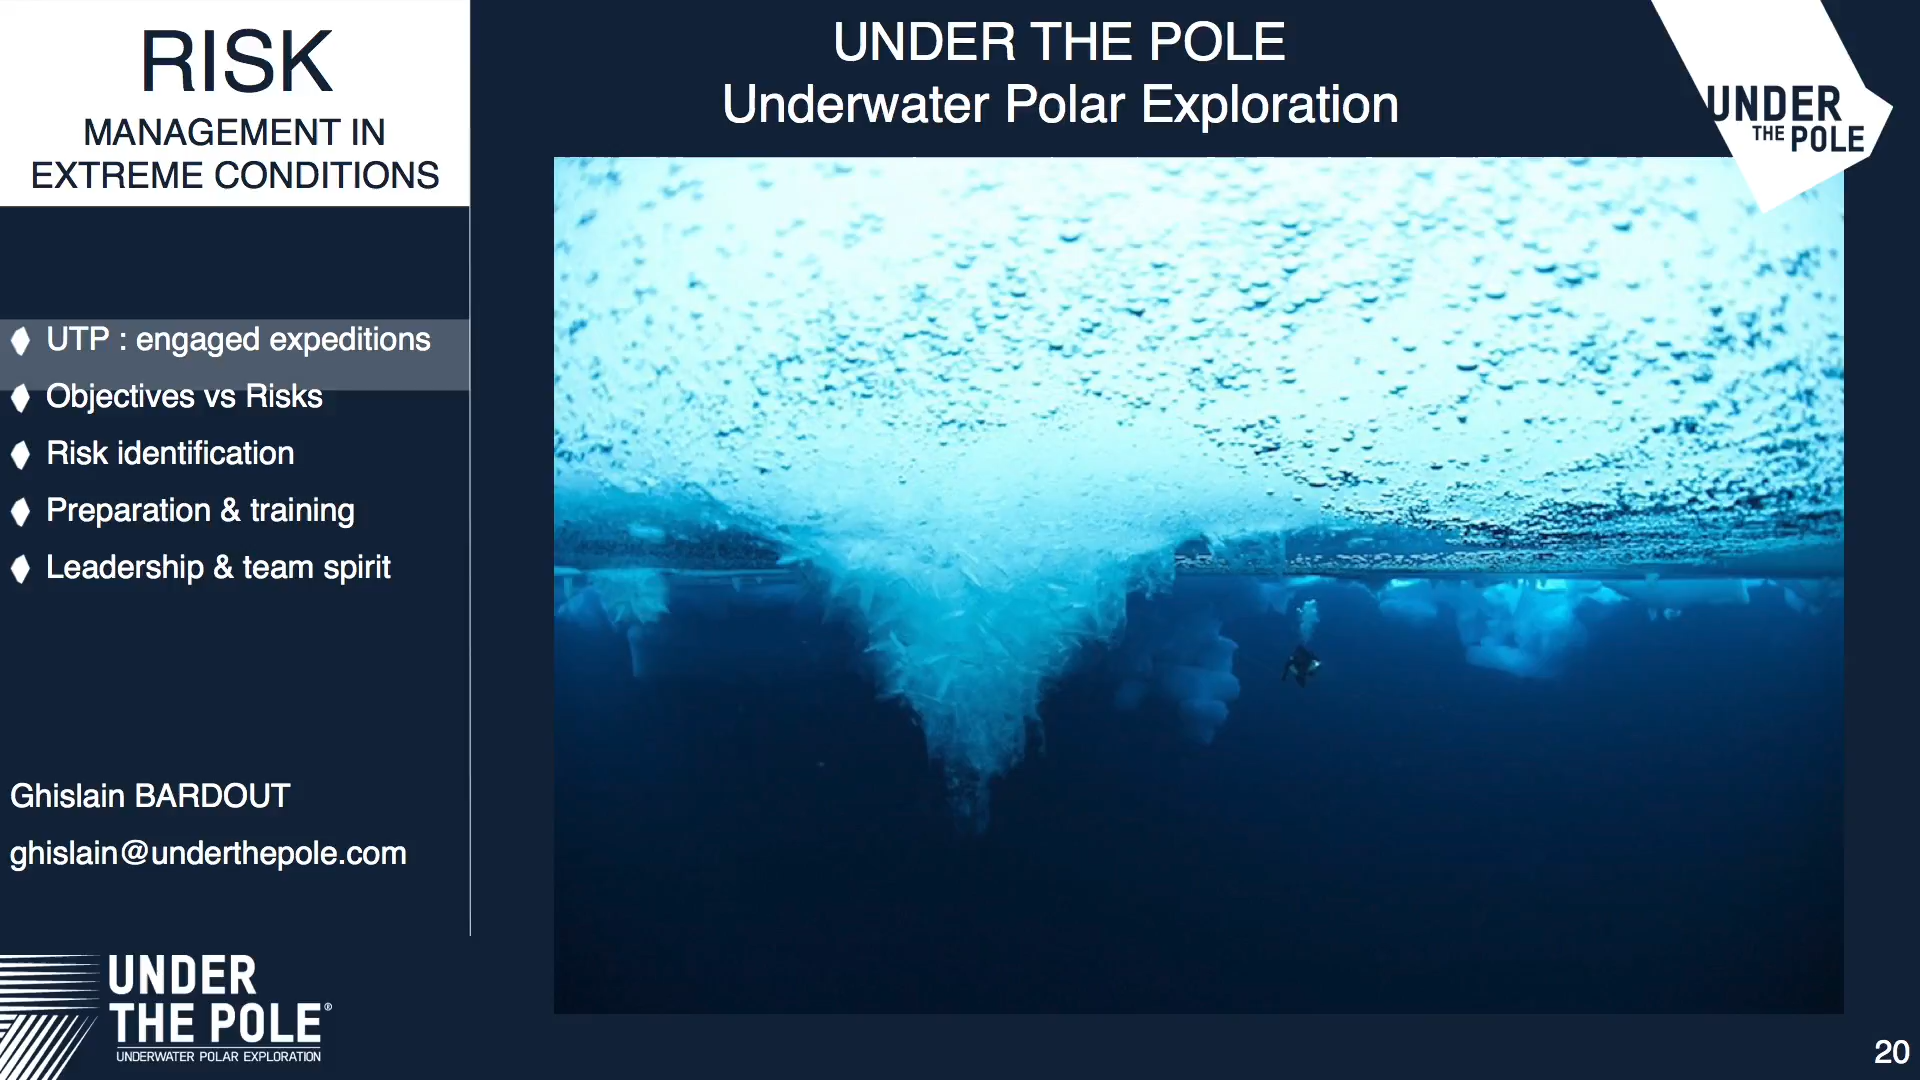 RISK
MANAGEMENT IN
EXTREME CONDITIONS
UTP : engaged expeditions
Objectives vs Risks
Risk identification
Preparation & training
Leadership & team spirit
Ghislain BARDOUT
ghislain@underthepole.com
UNDER
THE POLE®
UNDERWATER POLAR EXPLORATION
UNDER THE POLE
Underwater Polar Exploration
UNDER
THE POLE
20